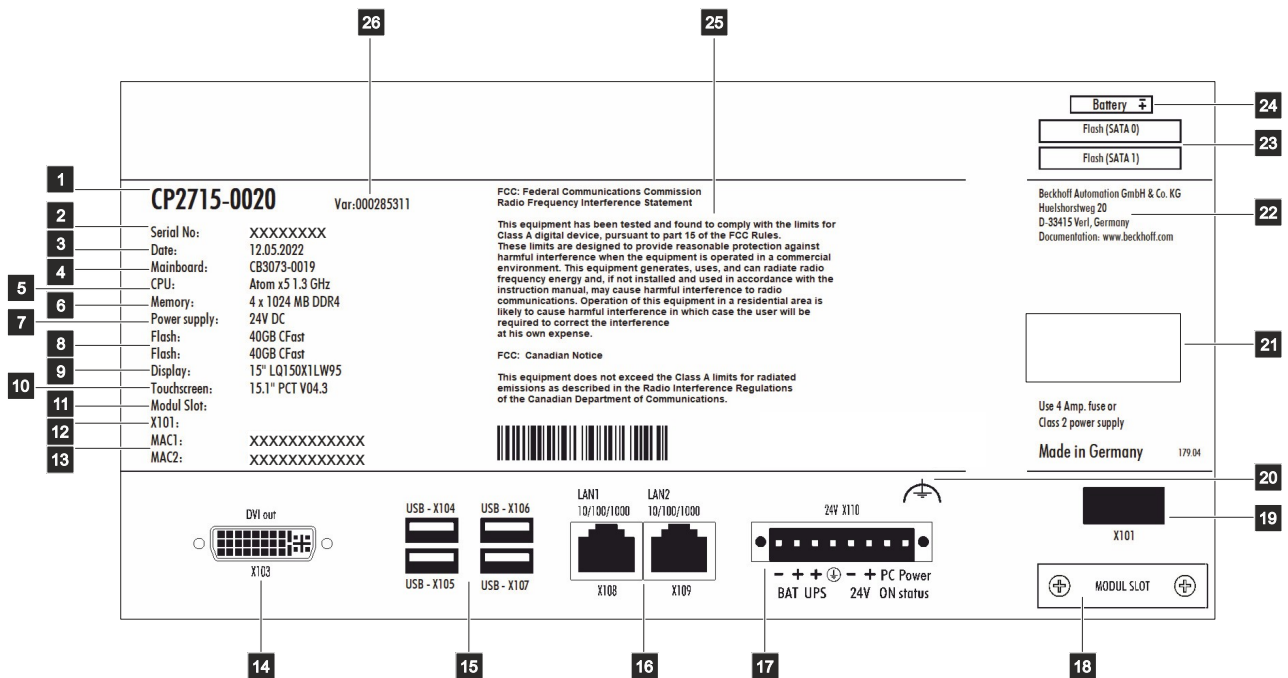 26
25
Battery
24
Flash (SATA 0)
23
Flash (SATA 1)
1
CP2715-0020
Var:000285311
2
Serial No: XXXXXXXX
3
Date: 12.05.2022
4
Mainboard: CB3073-0019
5
CPU: Atom x5 1.3 GHz
6
Memory: 4 x 1024 MB DDR4
7
Power supply: 24V DC
8
Flash: 40GB CFast
Flash: 40GB CFast
9
Display: 15" LQ150X1LW95
10
Touchscreen: 15.1" PCT V04.3
11
Modul Slot:
12
X101:
13
MAC1: XXXXXXXXXXXX
MAC2: XXXXXXXXXXXX
FCC: Federal Communications Commission
Radio Frequency Interference Statement
This equipment has been tested and found to comply with the limits for
Class A digital device, pursuant to part 15 of the FCC Rules.
These limits are designed to provide reasonable protection against
harmful interference when the equipment is operated in a commercial
environment. This equipment generates, uses, and can radiate radio
frequency energy and, if not installed and used in accordance with the
instruction manual, may cause harmful interference to radio
communications. Operation of this equipment in a residential area is
likely to cause harmful interference in which case the user will be
required to correct the interference
at his own expense.
FCC: Canadian Notice
This equipment does not exceed the Class A limits for radiated
emissions as described in the Radio Interference Regulations
of the Canadian Department of Communications.
Beckhoff Automation GmbH & Co. KG
Huelshorstweg 20
D-33415 Verl, Germany
Documentation: www.beckhoff.com
22
21
Use 4 Amp. fuse or
Class 2 power supply
Made in Germany
179.04
20
DVI out
X103
USB - X104
USB - X106
USB - X105
USB - X107
LAN1
10/100/1000
LAN2
10/100/1000
X108
X109
24V X110
- + + - + PC Power
BAT UPS 24V ON status
19
X101
MODUL SLOT
14
15
16
17
18